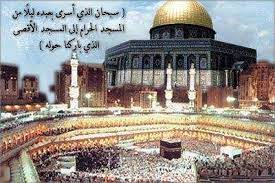 ( سبحان الذي أسرى بعبده ليلا من
المسجد الحرام إلى المسجد الأقصى
الذي باركنا حوله )